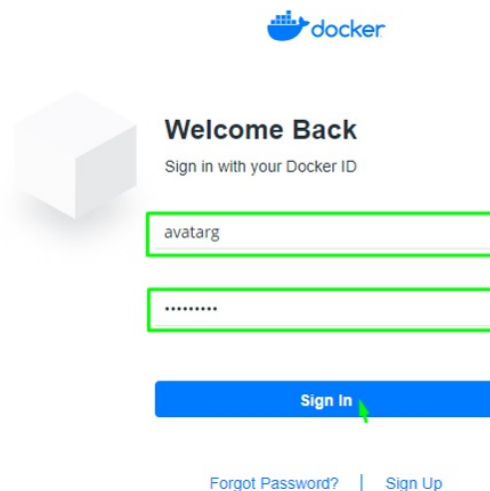 docker
Welcome Back
Sign in with your Docker ID
avatarg
•••••••••
Sign In
Forgot Password? | Sign Up